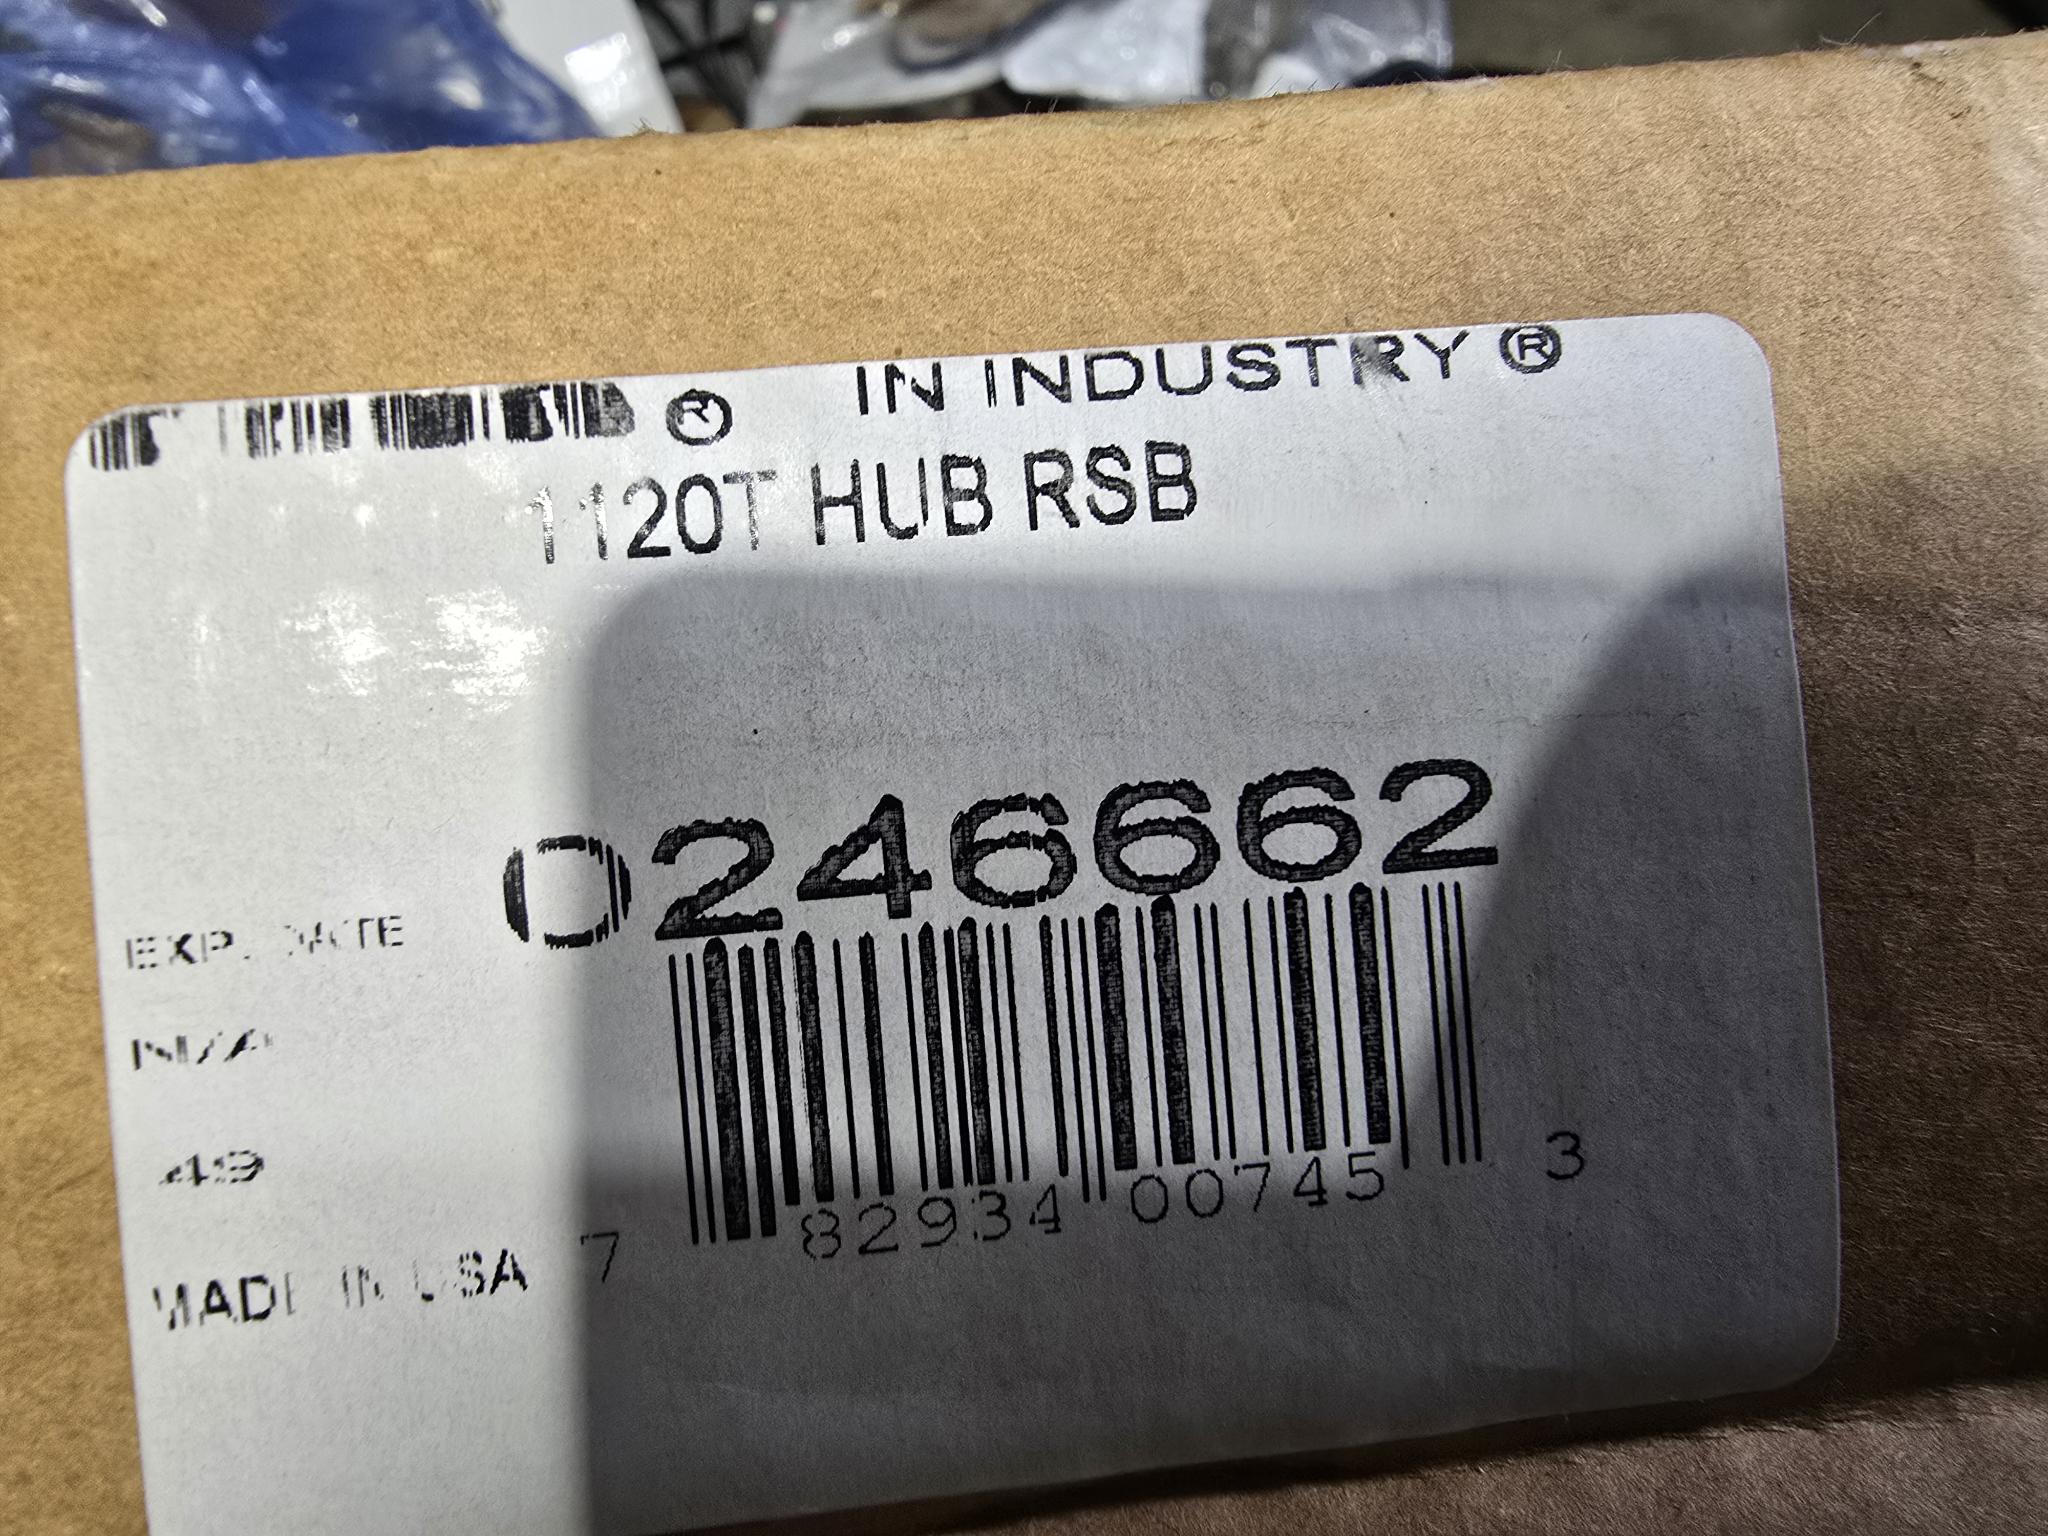 ® IN INDUSTRY ®
1120T HUB RSB
0246662
EXP. DATE
N/A
49
MADE IN USA
7 82934 00745 3